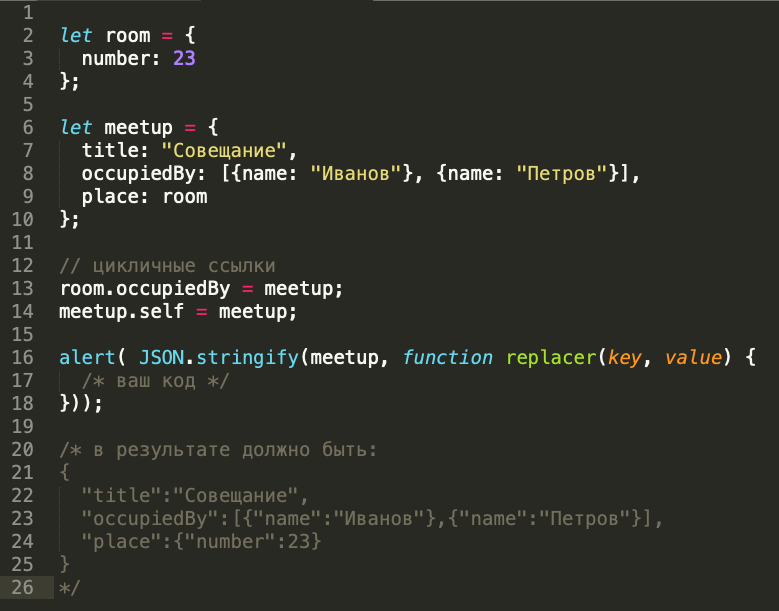 1
2 let room = {
3   number: 23
4 };
5
6 let meetup = {
7   title: "Совещание",
8   occupiedBy: [{name: "Иванов"}, {name: "Петров"}],
9   place: room
10 };
11
12 // цикличные ссылки
13 room.occupiedBy = meetup;
14 meetup.self = meetup;
15
16 alert( JSON.stringify(meetup, function replacer(key, value) {
17   /* ваш код */
18 }));
19
20 /* в результате должно быть:
21 {
22   "title":"Совещание",
23   "occupiedBy":[{"name":"Иванов"},{"name":"Петров"}],
24   "place":{"number":23}
25 }
26 */